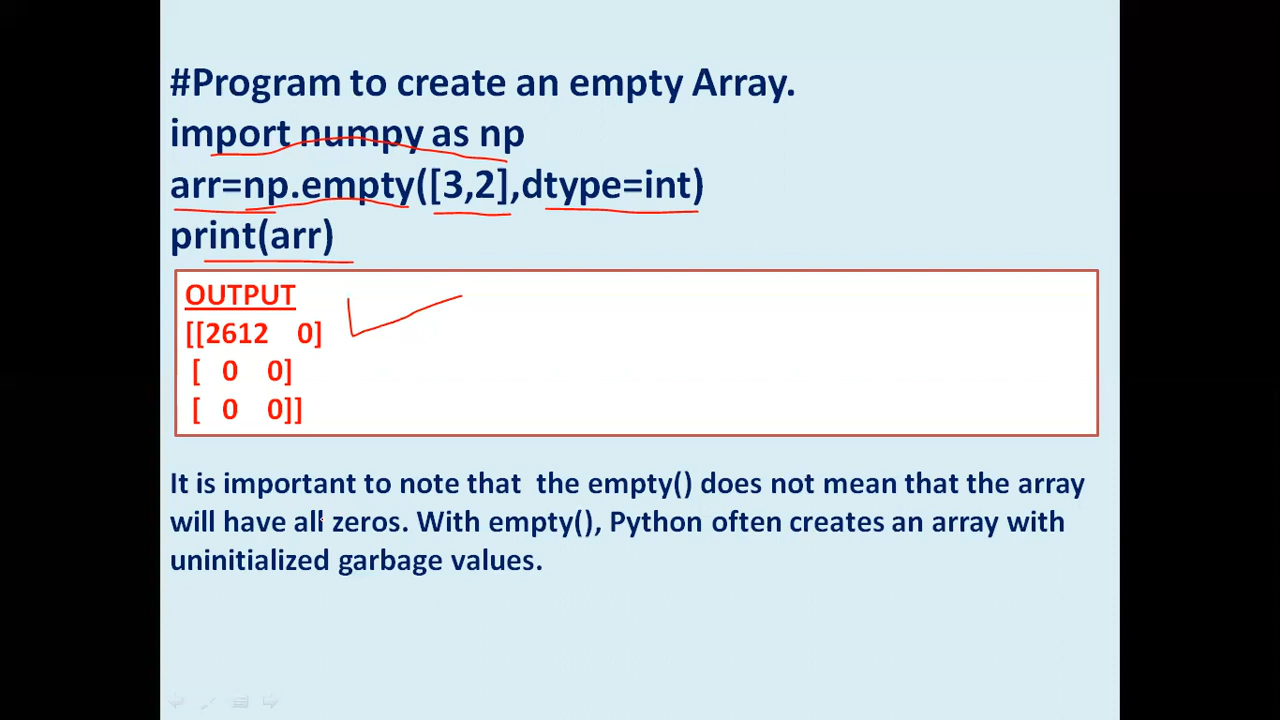 #Program to create an empty Array.
import numpy as np
arr=np.empty([3,2],dtype=int)
print(arr)
OUTPUT
[[2612 0]
[ 0 0]
[ 0 0]]
It is important to note that the empty() does not mean that the array
will have all zeros. With empty(), Python often creates an array with
uninitialized garbage values.